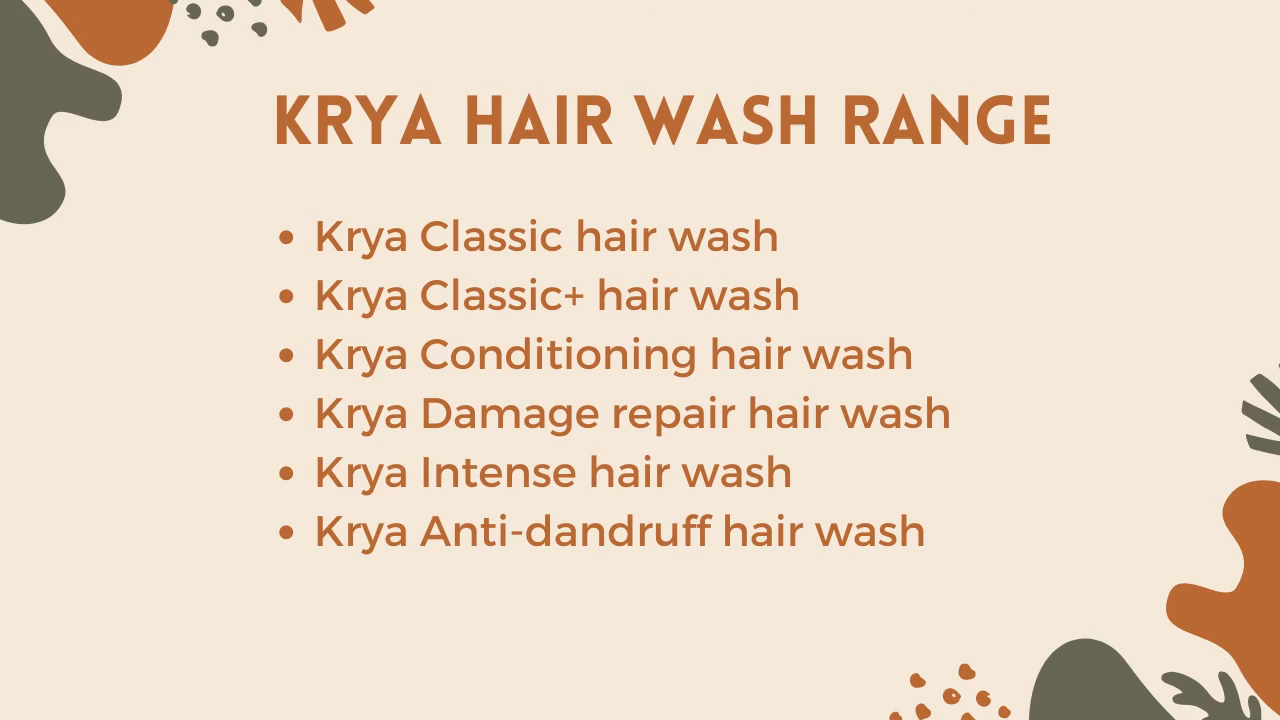 KRYA HAIR WASH RANGE
• Krya Classic hair wash
• Krya Classic+ hair wash
• Krya Conditioning hair wash
• Krya Damage repair hair wash
• Krya Intense hair wash
• Krya Anti-dandruff hair wash